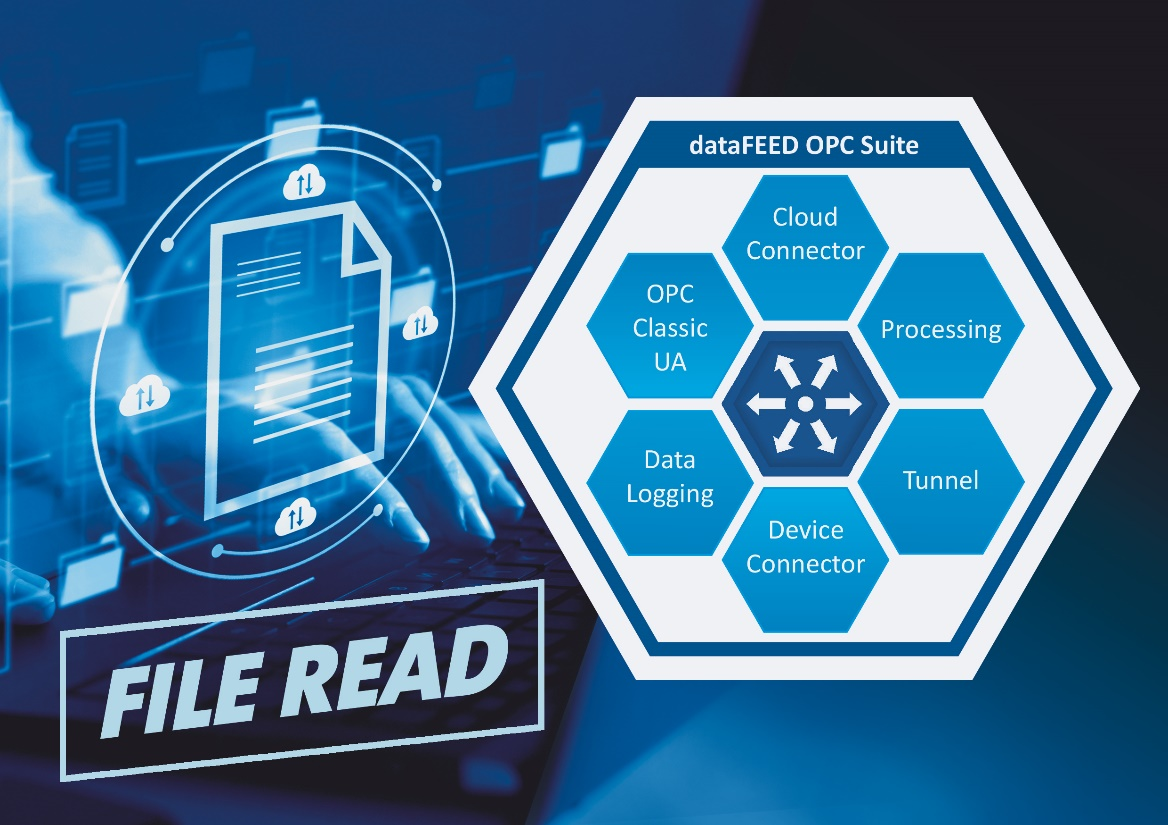 dataFEED OPC Suite
Cloud
Connector
OPC
Classic
UA
Processing
Data
Logging
Tunnel
Device
Connector
FILE READ